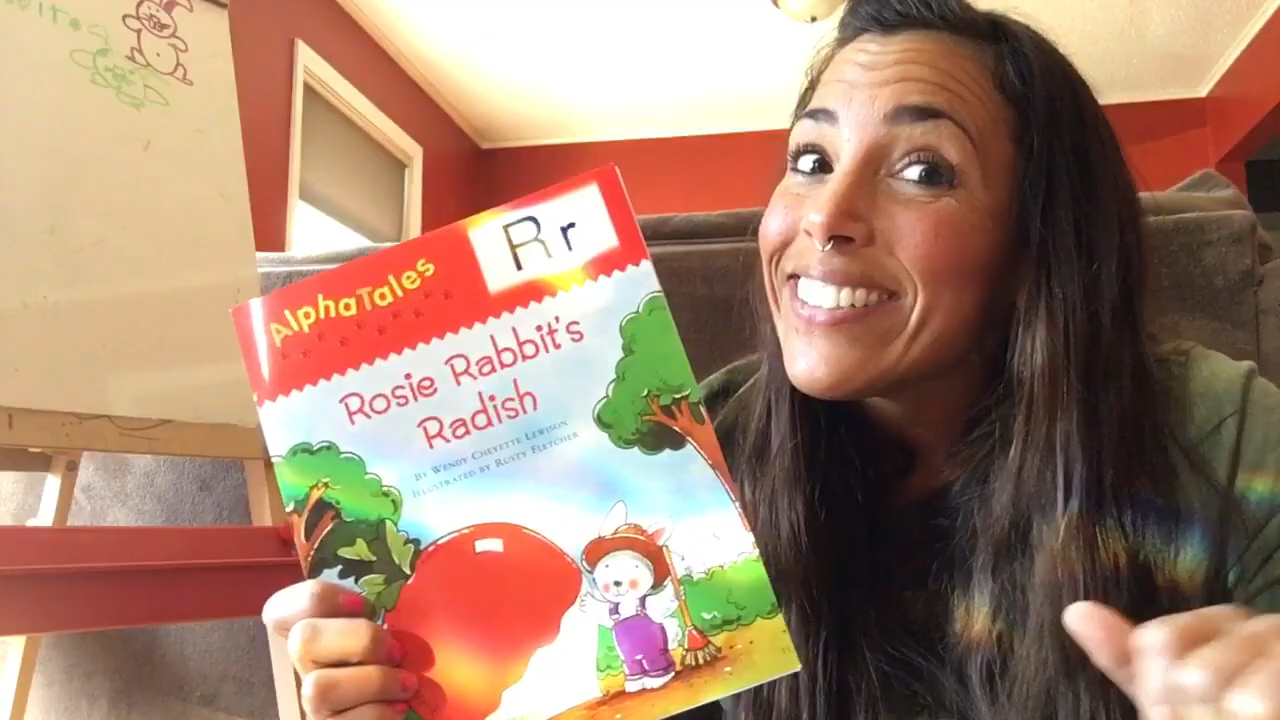 AlphaTales
Rr
Rosie Rabbit's
Radish
BY WENDY CHEYETTE LEWISON
ILLUSTRATED BY RUSTY FLETCHER